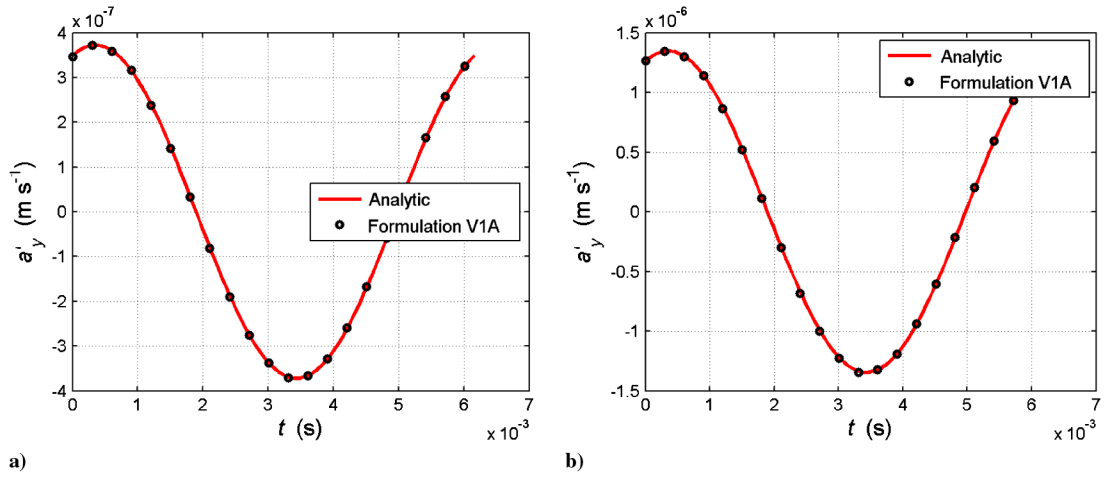 x 10⁻⁷
4
3
2
1
0
-1
-2
-3
-4
a'y (m s⁻¹)
Analytic
Formulation V1A
0 1 2 3 4 5 6 7
t (s)
x 10⁻³
a)
x 10⁻⁶
1.5
1
0.5
0
-0.5
-1
-1.5
a'y (m s⁻¹)
Analytic
Formulation V1A
0 1 2 3 4 5 6 7
t (s)
x 10⁻³
b)